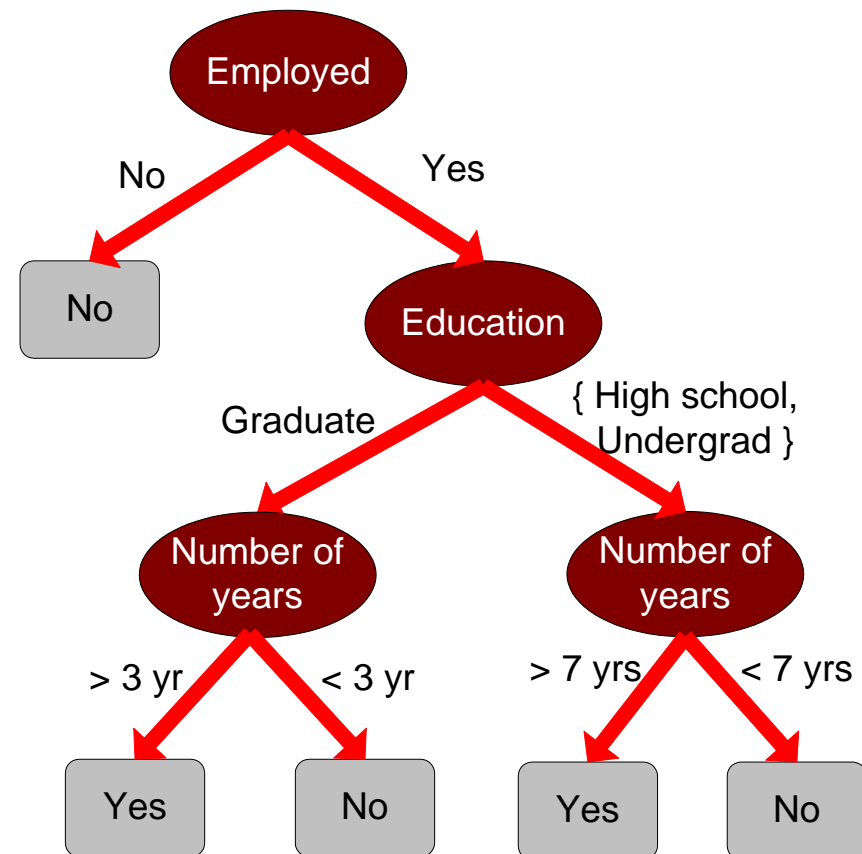 Employed
No
Yes
No
Education
Graduate
{ High school,
Undergrad }
Number of
years
Number of
years
> 3 yr
< 3 yr
> 7 yrs
< 7 yrs
Yes
No
Yes
No